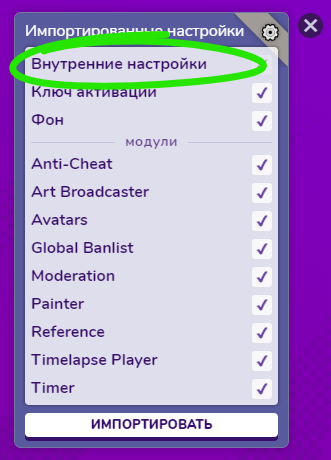 Импортированные настройки
Внутренние настройки
Ключ активации
Фон
модули
Anti-Cheat
Art Broadcaster
Avatars
Global Banlist
Moderation
Painter
Reference
Timelapse Player
Timer
ИМПОРТИРОВАТЬ